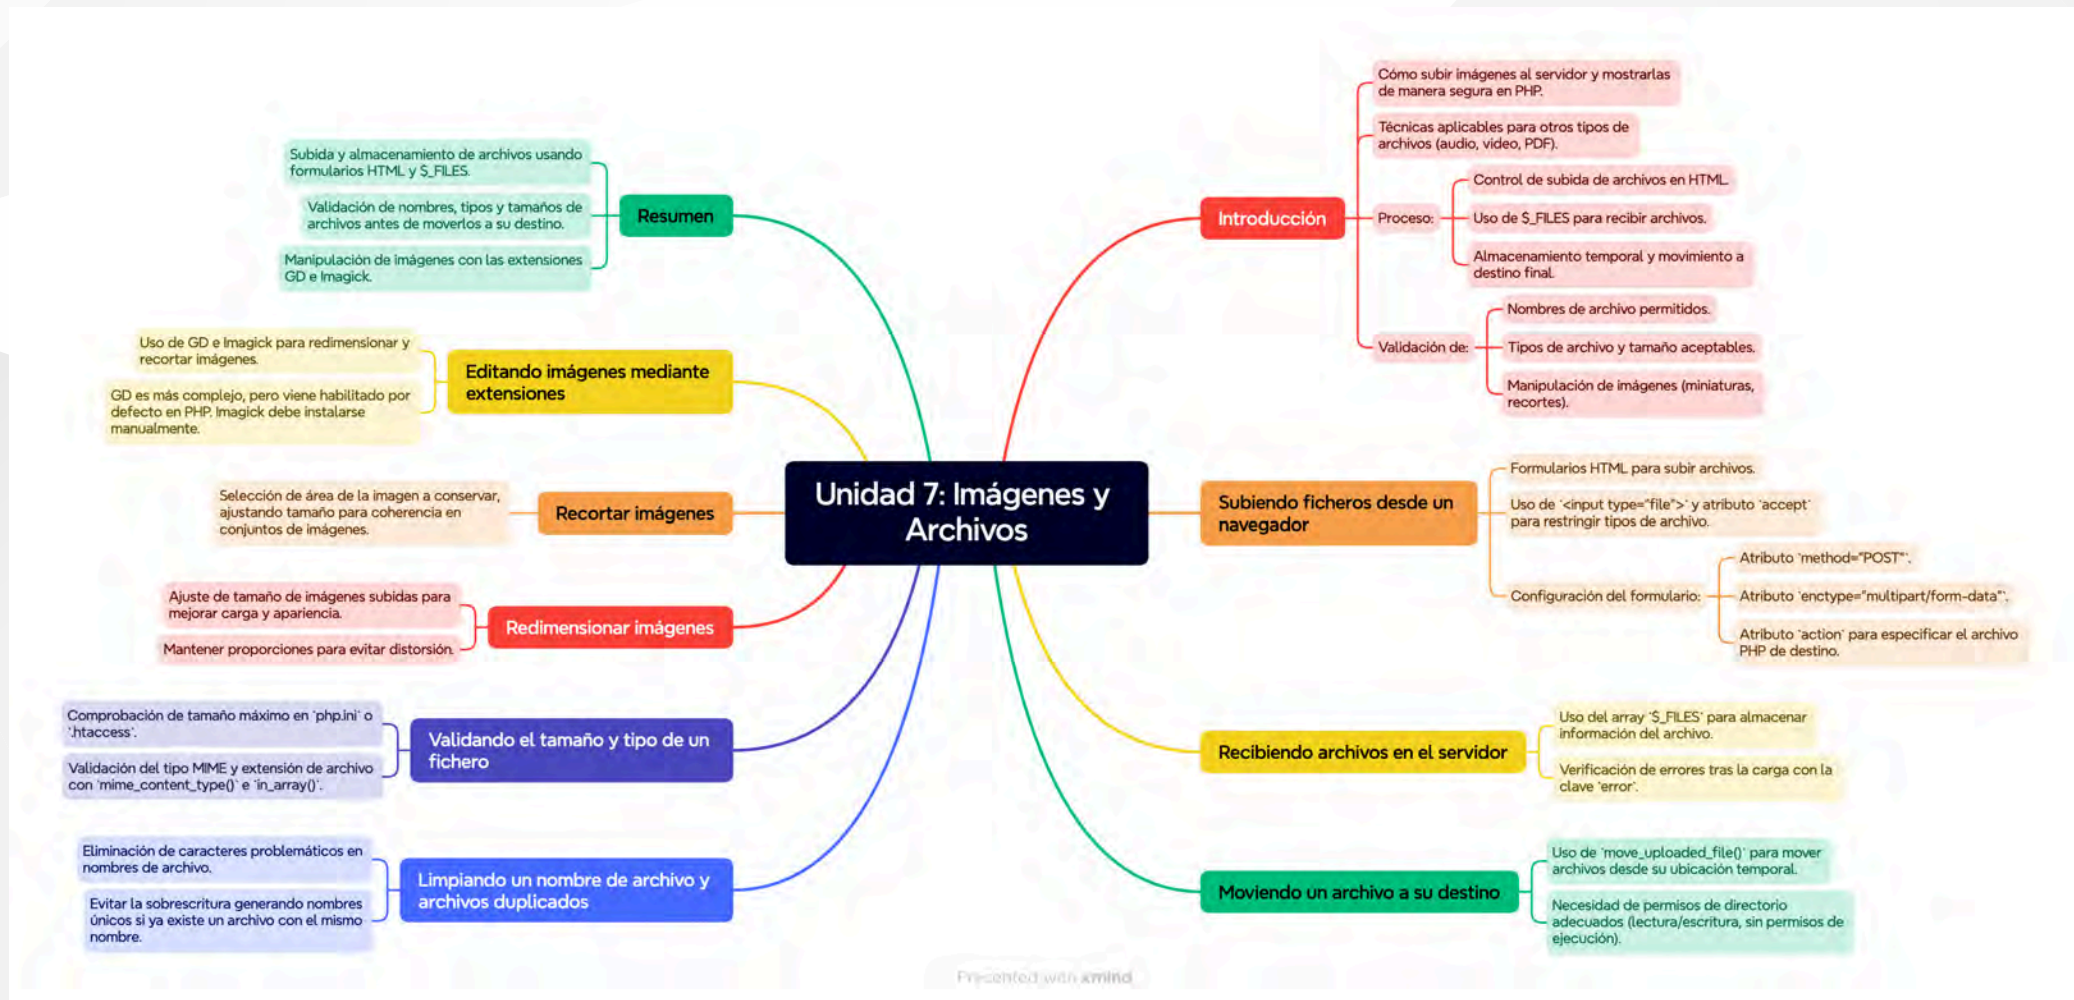 Unidad 7: Imágenes y
Archivos
Introducción
Cómo subir imágenes al servidor y mostrarlas
de manera segura en PHP.
Técnicas aplicables para otros tipos de
archivos (audio, video, PDF).
Proceso:
Control de subida de archivos en HTML.
Uso de $_FILES para recibir archivos.
Almacenamiento temporal y movimiento a
destino final.
Validación de:
Nombres de archivo permitidos.
Tipos de archivo y tamaño aceptables.
Manipulación de imágenes (miniaturas,
recortes).
Subiendo ficheros desde un
navegador
Formularios HTML para subir archivos.
Uso de `<input type="file">` y atributo `accept`
para restringir tipos de archivo.
Configuración del formulario:
Atributo `method="POST"`.
Atributo `enctype="multipart/form-data"`.
Atributo `action` para especificar el archivo
PHP de destino.
Recibiendo archivos en el servidor
Uso del array `$_FILES` para almacenar
información del archivo.
Verificación de errores tras la carga con la
clave `error`.
Moviendo un archivo a su destino
Uso de `move_uploaded_file()` para mover
archivos desde su ubicación temporal.
Necesidad de permisos de directorio
adecuados (lectura/escritura, sin permisos de
ejecución).
Resumen
Subida y almacenamiento de archivos usando
formularios HTML y $_FILES.
Validación de nombres, tipos y tamaños de
archivos antes de moverlos a su destino.
Manipulación de imágenes con las extensiones
GD e Imagick.
Editando imágenes mediante
extensiones
Uso de GD e Imagick para redimensionar y
recortar imágenes.
GD es más complejo, pero viene habilitado por
defecto en PHP. Imagick debe instalarse
manualmente.
Recortar imágenes
Selección de área de la imagen a conservar,
ajustando tamaño para coherencia en
conjuntos de imágenes.
Redimensionar imágenes
Ajuste de tamaño de imágenes subidas para
mejorar carga y apariencia.
Mantener proporciones para evitar distorsión.
Validando el tamaño y tipo de un
fichero
Comprobación de tamaño máximo en `php.ini` o
`.htaccess`.
Validación del tipo MIME y extensión de archivo
con `mime_content_type()` e `in_array()`.
Limpiando un nombre de archivo y
archivos duplicados
Eliminación de caracteres problemáticos en
nombres de archivo.
Evitar la sobrescritura generando nombres
únicos si ya existe un archivo con el mismo
nombre.
Presented with xmind